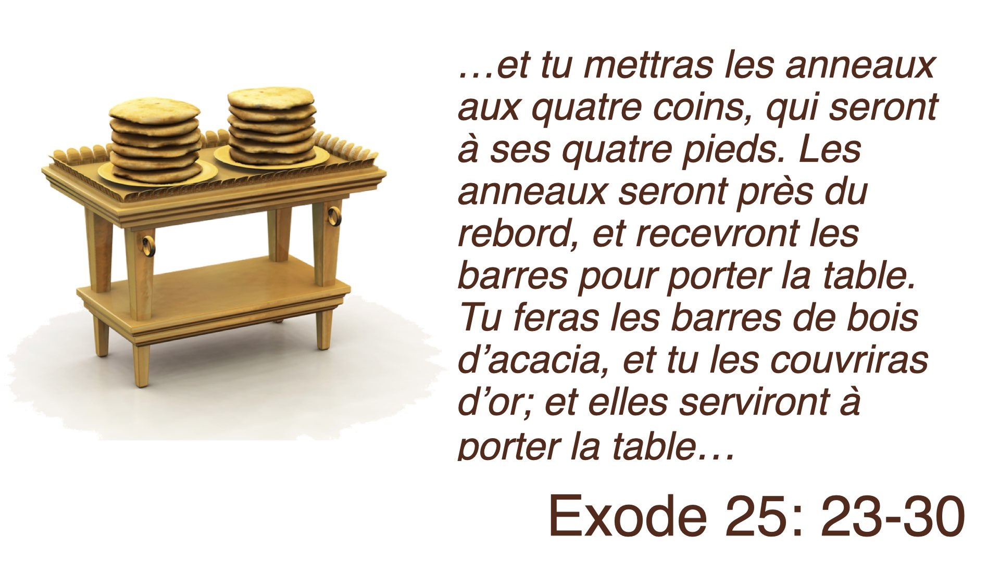 …et tu mettras les anneaux
aux quatre coins, qui seront
à ses quatre pieds. Les
anneaux seront près du
rebord, et recevront les
barres pour porter la table.
Tu feras les barres de bois
d’acacia, et tu les couvriras
d’or; et elles serviront à
porter la table…
Exode 25: 23-30